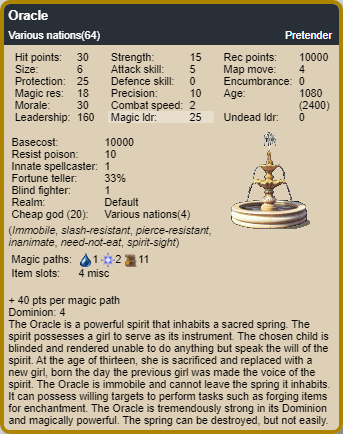 Oracle
Various nations(64) Pretender
Hit points: 30 Strength: 15 Rec points: 10000
Size: 6 Attack skill: 5 Map move: 4
Protection: 25 Defence skill: 0 Encumbrance: 0
Magic res: 18 Precision: 10 Age: 1080
Morale: 30 Combat speed: 2 (2400)
Leadership: 160 Magic ldr: 25 Undead ldr: 0
Basecost: 10000
Resist poison: 10
Innate spellcaster: 1
Fortune teller: 33%
Blind fighter: 1
Realm: Default
Cheap god (20): Various nations(4)
(Immobile, slash-resistant, pierce-resistant,
inanimate, need-not-eat, spirit-sight)
Magic paths: 1 2 11
Item slots: 4 misc
+ 40 pts per magic path
Dominion: 4
The Oracle is a powerful spirit that inhabits a sacred spring. The
spirit possesses a girl to serve as its instrument. The chosen child is
blinded and rendered unable to do anything but speak the will of the
spirit. At the age of thirteen, she is sacrificed and replaced with a
new girl, born the day the previous girl was made the voice of the
spirit. The Oracle is immobile and cannot leave the spring it inhabits.
It can possess willing targets to perform tasks such as forging items
for enchantment. The Oracle is tremendously strong in its Dominion
and magically powerful. The spring can be destroyed, but not easily.